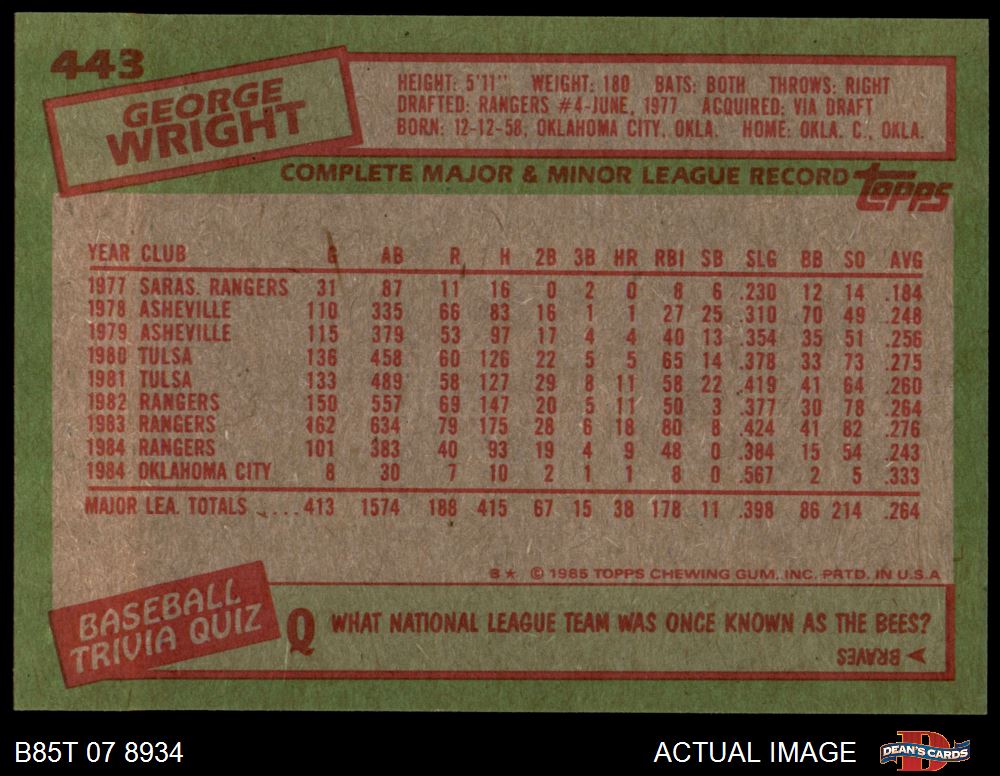 443
GEORGE
WRIGHT
HEIGHT: 5'11" WEIGHT: 180 BATS: BOTH THROWS: RIGHT
DRAFTED: RANGERS #4-JUNE, 1977 ACQUIRED: VIA DRAFT
BORN: 12-12-58, OKLAHOMA CITY, OKLA. HOME: OKLA. C., OKLA.
COMPLETE MAJOR & MINOR LEAGUE RECORD
topps
YEAR CLUB G AB R H 2B 3B HR RBI SB SLG BB SO AVG
1977 SARAS. RANGERS 31 87 11 16 0 2 0 8 6 .230 12 14 .184
1978 ASHEVILLE 110 335 66 83 16 1 1 27 25 .310 70 49 .248
1979 ASHEVILLE 115 379 53 97 17 4 4 40 13 .354 35 51 .256
1980 TULSA 136 458 60 126 22 5 5 65 14 .378 33 73 .275
1981 TULSA 133 489 58 127 29 8 11 58 22 .419 41 64 .260
1982 RANGERS 150 557 69 147 20 5 11 50 3 .377 30 78 .264
1983 RANGERS 162 634 79 175 28 6 18 80 8 .424 41 82 .276
1984 RANGERS 101 383 40 93 19 4 9 48 0 .384 15 54 .243
1984 OKLAHOMA CITY 8 30 7 10 2 1 1 8 0 .567 2 5 .333
MAJOR LEA. TOTALS .....413 1574 188 415 67 15 38 178 11 .398 86 214 .264
B★ © 1985 TOPPS CHEWING GUM, INC. PRTD. IN U.S.A
BASEBALL
TRIVIA QUIZ
Q WHAT NATIONAL LEAGUE TEAM WAS ONCE KNOWN AS THE BEES?
BRAVES
B85T 07 8934
ACTUAL IMAGE
D
DEAN'S CARDS